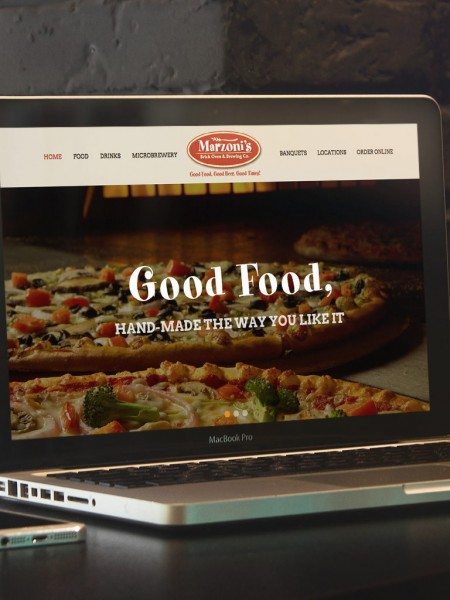 HOME FOOD DRINKS MICROBREWERY
Marzoni's
Brick Oven & Brewing Co.
Good Food, Good Beer, Good Times!
BANQUETS LOCATIONS ORDER ONLINE
Good Food,
HAND-MADE THE WAY YOU LIKE IT
MacBook Pro